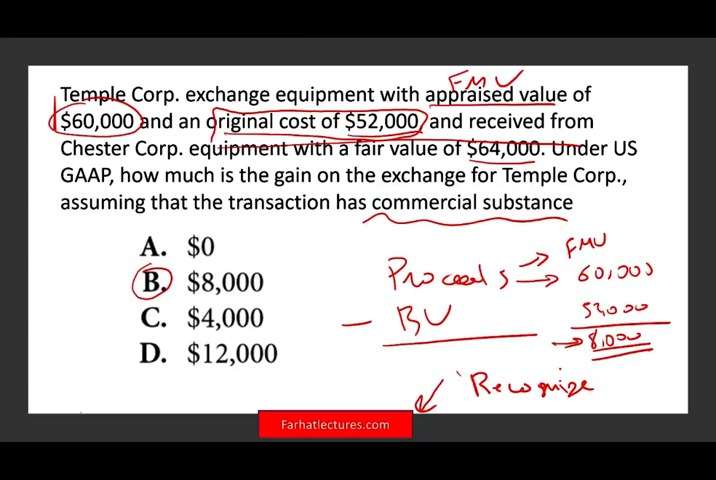 FMV
Temple Corp. exchange equipment with appraised value of
$60,000 and an original cost of $52,000 and received from
Chester Corp. equipment with a fair value of $64,000. Under US
GAAP, how much is the gain on the exchange for Temple Corp.,
assuming that the transaction has commercial substance
A. $0
B. $8,000
C. $4,000
D. $12,000
FMV
Proceeds → 60,000
— BV 52000
→ 8,000
Recognize
Farhatlectures.com